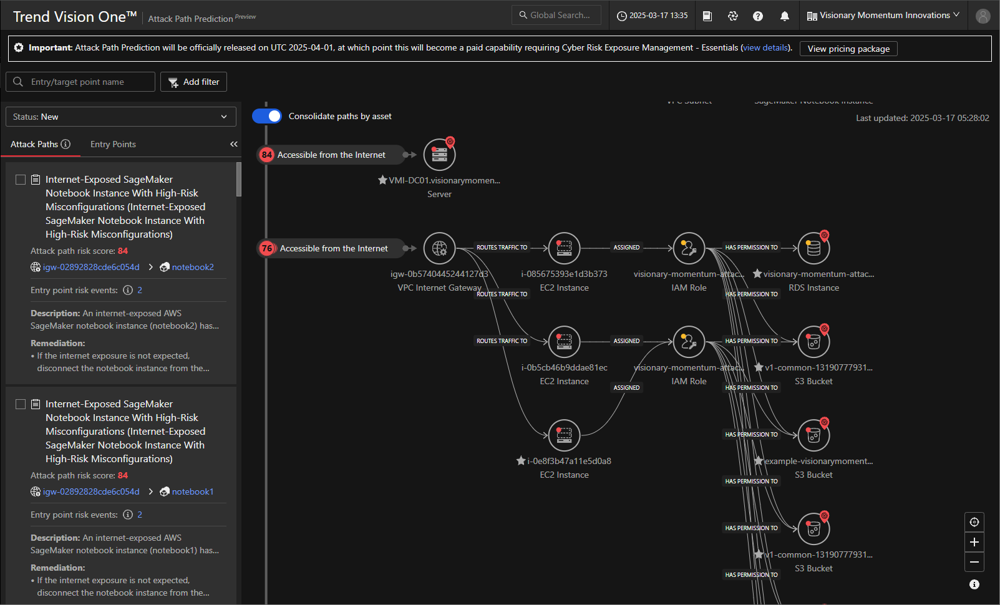 Trend Vision One™ | Attack Path Prediction Preview
Global Search...
2025-03-17 13:35
Visionary Momentum Innovations
Important: Attack Path Prediction will be officially released on UTC 2025-04-01, at which point this will become a paid capability requiring Cyber Risk Exposure Management - Essentials (view details).
View pricing package
Entry/target point name
Add filter
Status: New
Attack Paths
Entry Points
Internet-Exposed SageMaker
Notebook Instance With High-Risk
Misconfigurations (Internet-Exposed
SageMaker Notebook Instance With
High-Risk Misconfigurations)
Attack path risk score: 84
igw-02892828cde6c054d > notebook2
Entry point risk events: 2
Description: An internet-exposed AWS
SageMaker notebook instance (notebook2) has...
Remediation:
• If the internet exposure is not expected,
disconnect the notebook instance from the...
Internet-Exposed SageMaker
Notebook Instance With High-Risk
Misconfigurations (Internet-Exposed
SageMaker Notebook Instance With
High-Risk Misconfigurations)
Attack path risk score: 84
igw-02892828cde6c054d > notebook1
Entry point risk events: 2
Description: An internet-exposed AWS
SageMaker notebook instance (notebook1) has...
Remediation:
• If the internet exposure is not expected,
disconnect the notebook instance from the...
VPC Subnet
SageMaker Notebook Instance
Consolidate paths by asset
Last updated: 2025-03-17 05:28:02
84 Accessible from the Internet
VMI-DC01.visionarymomen...
Server
76 Accessible from the Internet
ROUTES TRAFFIC TO
ASSIGNED
HAS PERMISSION TO
igw-0b5740445244127d3
VPC Internet Gateway
i-085675393e1d3b373
EC2 Instance
visionary-momentum-attac...
IAM Role
visionary-momentum-attac...
RDS Instance
ROUTES TRAFFIC TO
HAS PERMISSION TO
ROUTES TRAFFIC TO
ASSIGNED
HAS PERMISSION TO
i-0b5cb46b9ddae81ec
EC2 Instance
visionary-momentum-attac...
IAM Role
v1-common-13190777931...
S3 Bucket
ASSIGNED
HAS PERMISSION TO
HAS PERMISSION TO
i-0e8f3b47a11e5d0a8
EC2 Instance
example-visionarymoment...
S3 Bucket
HAS PERMISSION TO
HAS PERMISSION TO
v1-common-13190777931...
S3 Bucket
HAS PERMISSION TO